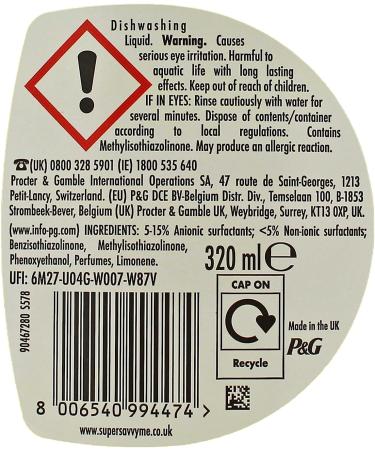 Dishwashing
Liquid. Warning. Causes
serious eye irritation. Harmful to
aquatic life with long lasting
effects. Keep out of reach of children.
IF IN EYES: Rinse cautiously with water for
several minutes. Dispose of contents/container
according to local regulations. Contains
Methylisothiazolinone. May produce an allergic reaction.
☎(UK) 0800 328 5901 (IE) 1800 535 640
Procter & Gamble International Operations SA, 47 route de Saint-Georges, 1213
Petit-Lancy, Switzerland. (EU) P&G DCE BV-Belgium Distr. Div., Temselaan 100, B-1853
Strombeek-Bever, Belgium (UK) Procter & Gamble UK, Weybridge, Surrey, KT13 0XP, UK.
(www.info-pg.com) INGREDIENTS: 5-15% Anionic surfactants; <5% Non-ionic surfactants;
Benzisothiazolinone, Methylisothiazolinone,
Phenoxyethanol, Perfumes, Limonene.
320 ml ℮
UFI: 6M27-U04G-W007-W87V
90467280 S578
CAP ON
Recycle
Made in the UK
P&G
8 006540 994474 >
www.supersavvyme.co.uk